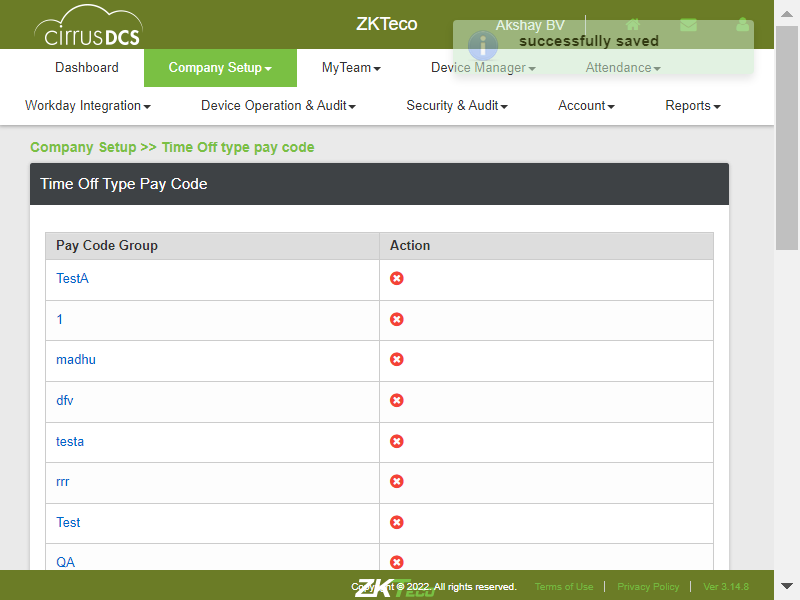 cirrusDCS
ZKTeco
Akshay BV
successfully saved
Dashboard
Company Setup
MyTeam
Device Manager
Attendance
Workday Integration
Device Operation & Audit
Security & Audit
Account
Reports
Company Setup >> Time Off type pay code
Time Off Type Pay Code
Pay Code Group Action
TestA
1
madhu
dfv
testa
rrr
Test
QA
ZKTeco
Copyright © 2022. All rights reserved. Terms of Use | Privacy Policy | Ver 3.14.8